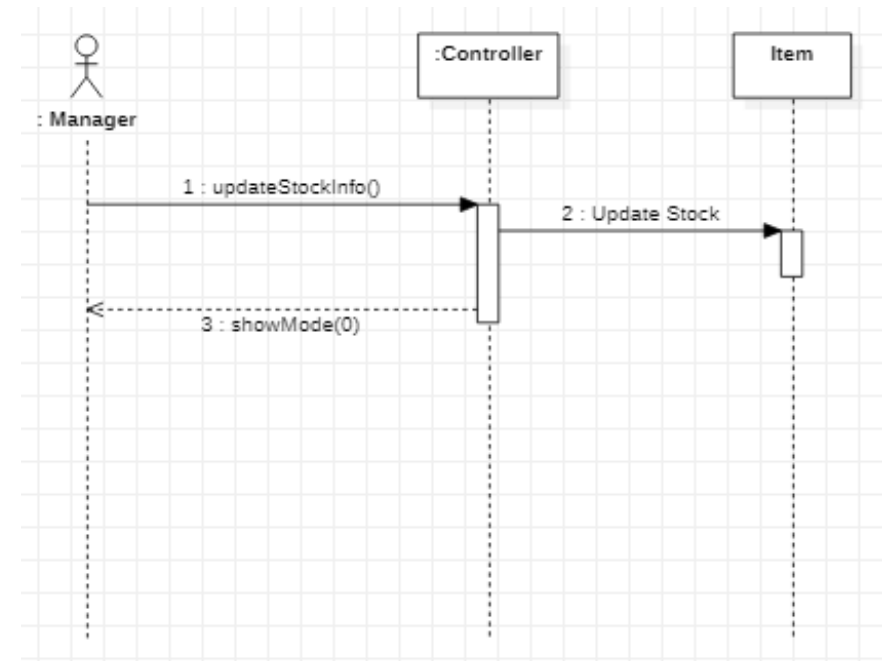 :Controller
Item
: Manager
1 : updateStockInfo()
2 : Update Stock
3 : showMode(0)